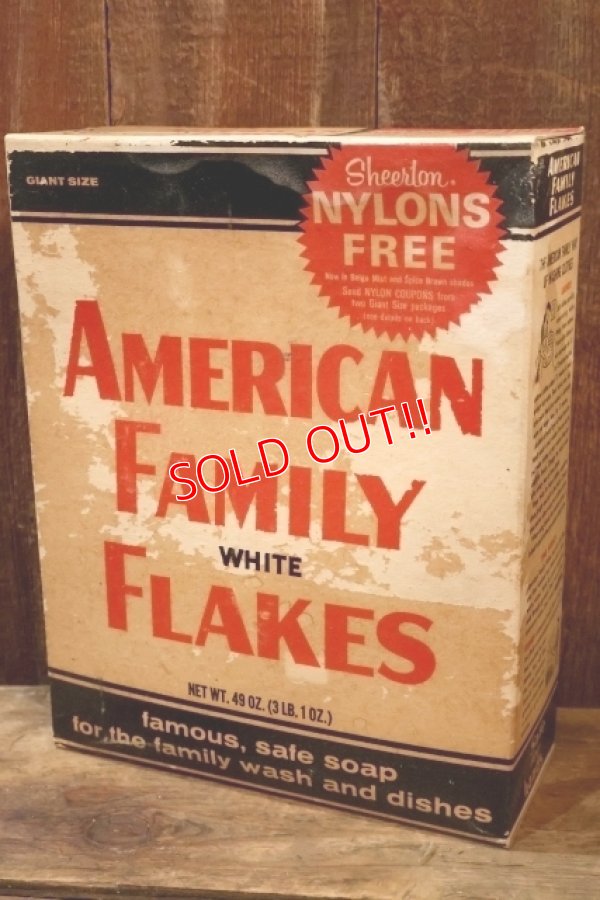 GIANT SIZE
Sheerlon
NYLONS
FREE
Now in Beige Mist and Spice Brown shades
Send NYLON COUPONS from
two Giant Size packages
(see details on back)
AMERICAN
FAMILY
SOLD OUT!!
WHITE
FLAKES
NET WT. 49 OZ. (3 LB. 1 OZ.)
famous, safe soap
for the family wash and dishes
AMERICAN
FAMILY
FLAKES